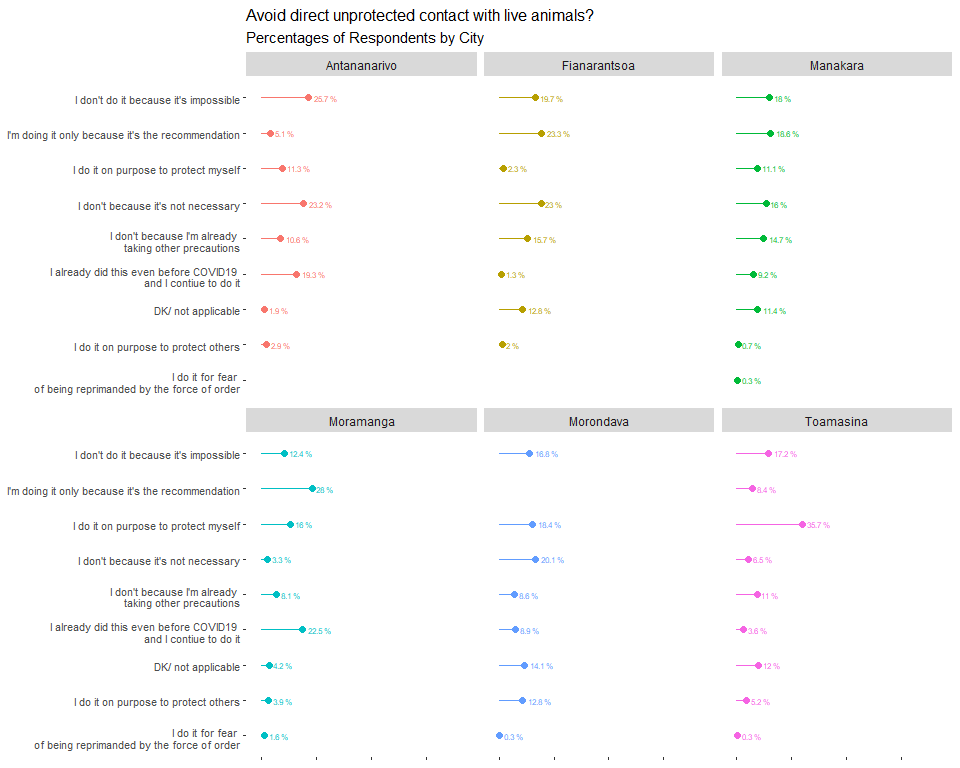 Avoid direct unprotected contact with live animals?
Percentages of Respondents by City
Antananarivo
Fianarantsoa
Manakara
I don't do it because it's impossible
25.7 %
19.7 %
18 %
I'm doing it only because it's the recommendation
5.1 %
23.3 %
18.6 %
I do it on purpose to protect myself
11.3 %
2.3 %
11.1 %
I don't because it's not necessary
23.2 %
23 %
16 %
I don't because I'm already
taking other precautions
10.6 %
15.7 %
14.7 %
I already did this even before COVID19
and I contiue to do it
19.3 %
1.3 %
9.2 %
DK/ not applicable
1.9 %
12.8 %
11.4 %
I do it on purpose to protect others
2.9 %
2 %
0.7 %
I do it for fear
of being reprimanded by the force of order
0.3 %
Moramanga
Morondava
Toamasina
I don't do it because it's impossible
12.4 %
16.8 %
17.2 %
I'm doing it only because it's the recommendation
28 %
8.4 %
I do it on purpose to protect myself
16 %
18.4 %
35.7 %
I don't because it's not necessary
3.3 %
20.1 %
6.5 %
I don't because I'm already
taking other precautions
8.1 %
8.6 %
11 %
I already did this even before COVID19
and I contiue to do it
22.5 %
8.9 %
3.6 %
DK/ not applicable
4.2 %
14.1 %
12 %
I do it on purpose to protect others
3.9 %
12.8 %
5.2 %
I do it for fear
of being reprimanded by the force of order
1.6 %
0.3 %
0.3 %